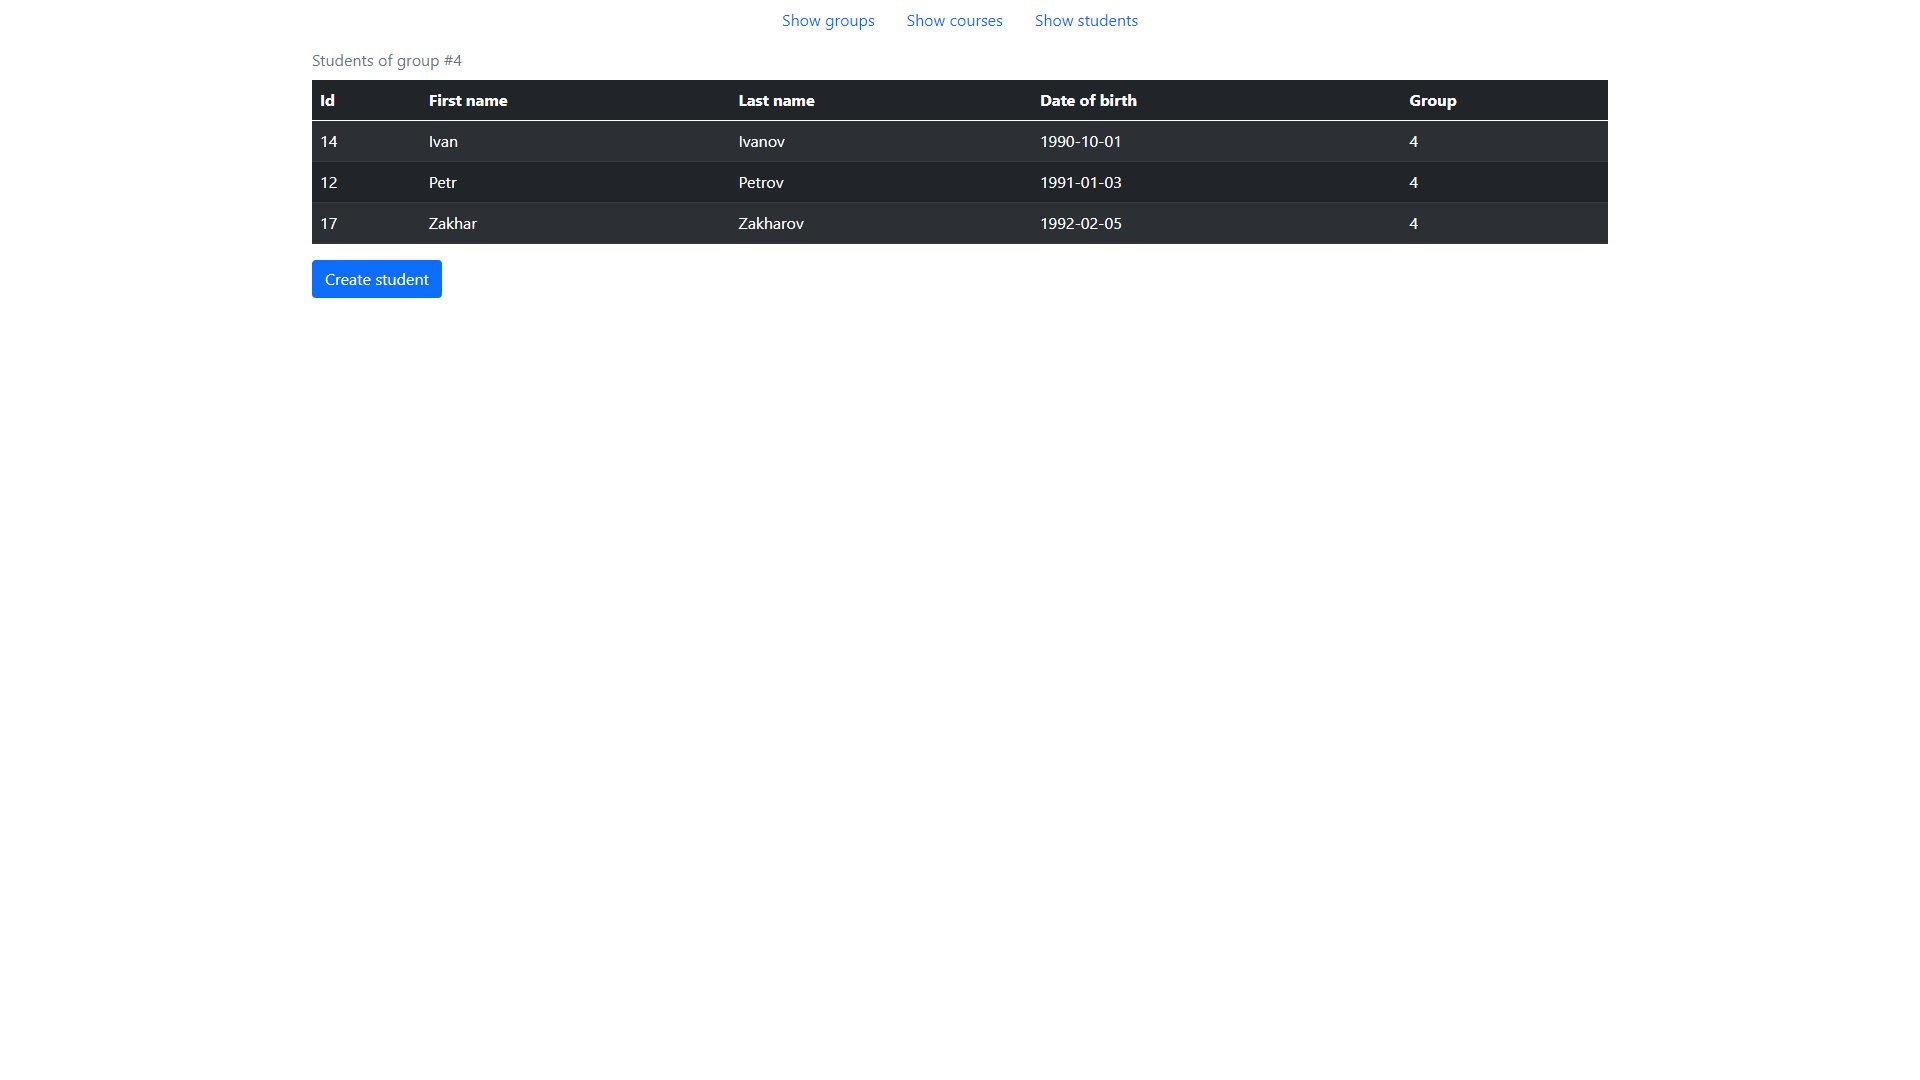 Show groups Show courses Show students
Students of group #4
Id First name Last name Date of birth Group
14 Ivan Ivanov 1990-10-01 4
12 Petr Petrov 1991-01-03 4
17 Zakhar Zakharov 1992-02-05 4
Create student